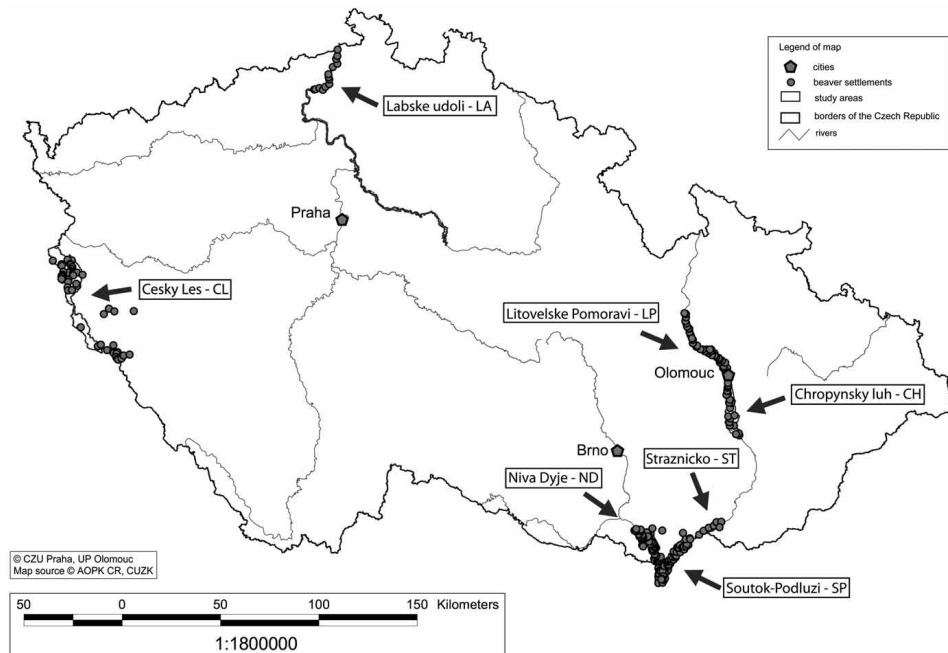 Legend of map
cities
beaver settlements
study areas
borders of the Czech Republic
rivers
Labske udoli - LA
Praha
Cesky Les - CL
Litovelske Pomoravi - LP
Olomouc
Chropynsky luh - CH
Brno
Straznicko - ST
Niva Dyje - ND
Soutok-Podluzi - SP
© CZU Praha, UP Olomouc
Map source © AOPK CR, CUZK
50 0 50 100 150 Kilometers
1:1800000